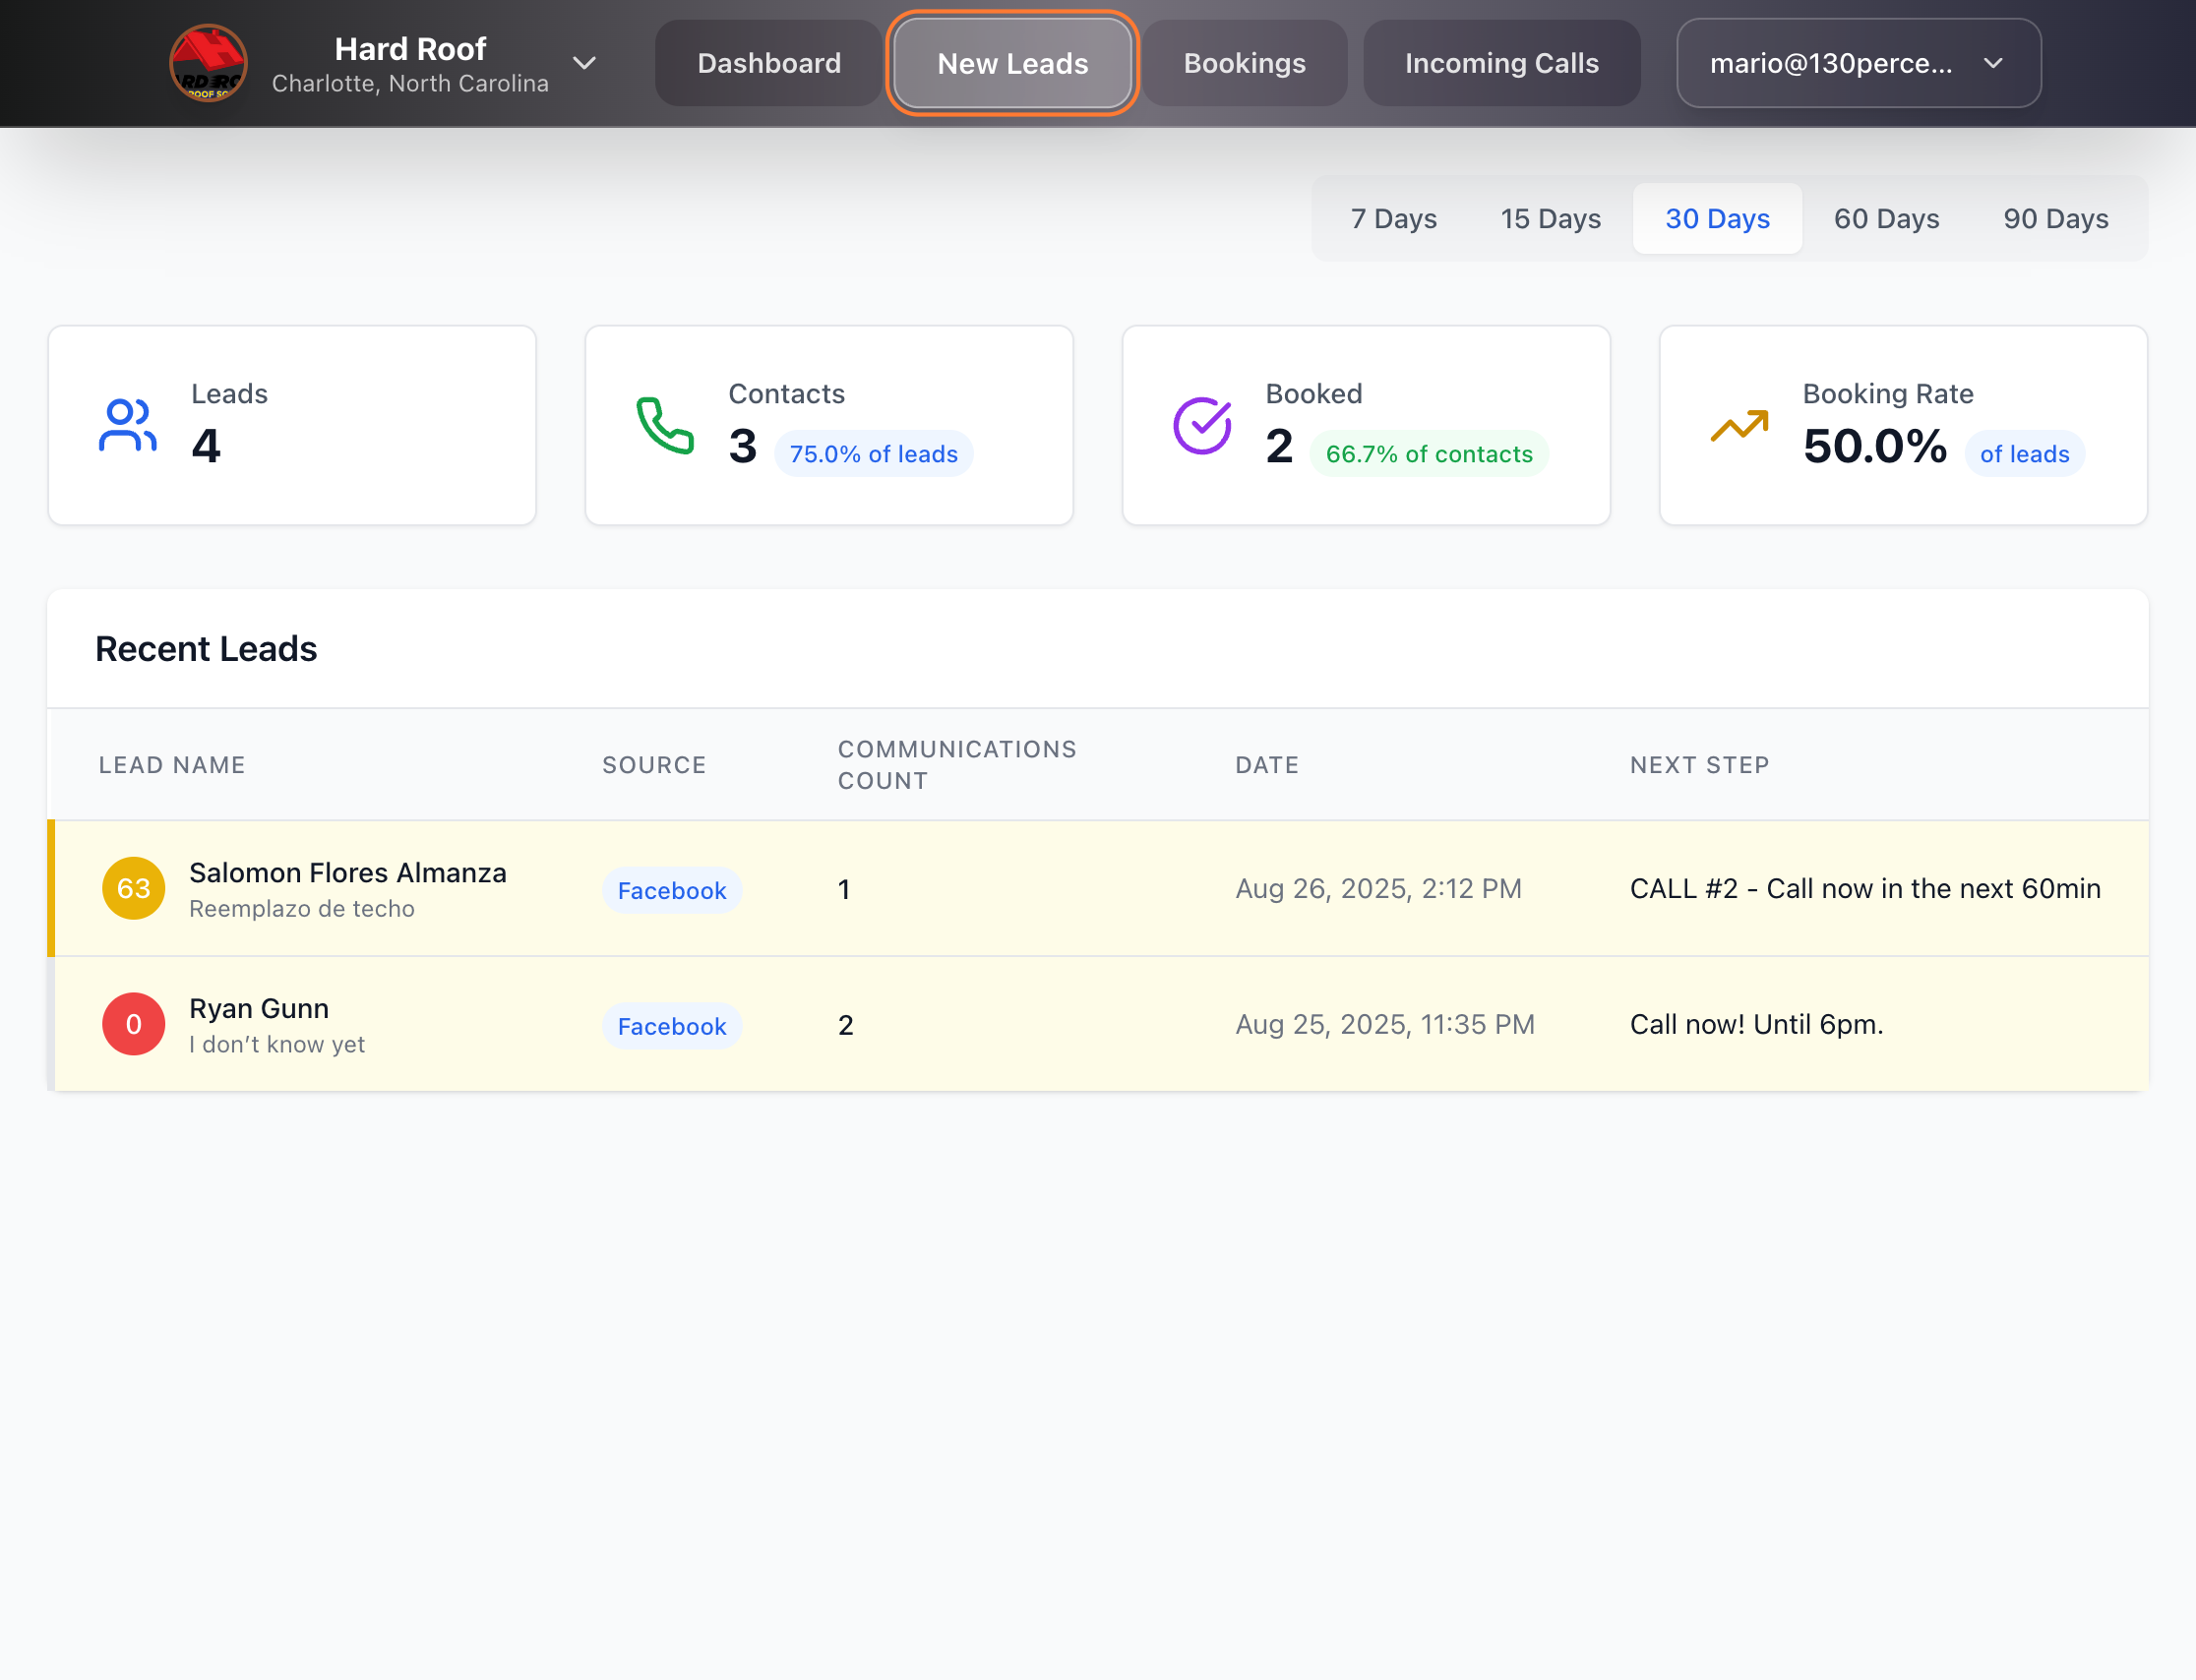 Hard Roof
Charlotte, North Carolina
Dashboard
New Leads
Bookings
Incoming Calls
mario@130perce...
7 Days
15 Days
30 Days
60 Days
90 Days
Leads
4
Contacts
3 75.0% of leads
Booked
2 66.7% of contacts
Booking Rate
50.0% of leads
Recent Leads
LEAD NAME
SOURCE
COMMUNICATIONS
COUNT
DATE
NEXT STEP
63
Salomon Flores Almanza
Reemplazo de techo
Facebook
1
Aug 26, 2025, 2:12 PM
CALL #2 - Call now in the next 60min
0
Ryan Gunn
I don’t know yet
Facebook
2
Aug 25, 2025, 11:35 PM
Call now! Until 6pm.